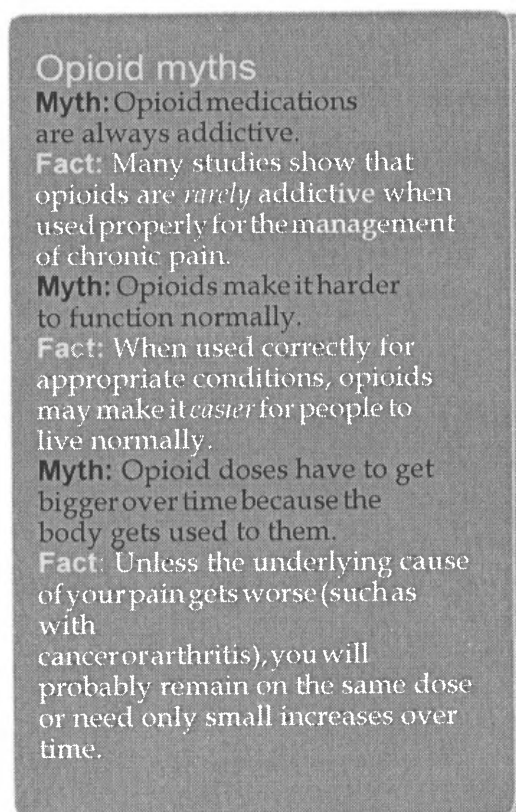 Opioid myths
Myth: Opioid medications
are always addictive.
Fact: Many studies show that
opioids are rarely addictive when
used properly for the management
of chronic pain.
Myth: Opioids make it harder
to function normally.
Fact: When used correctly for
appropriate conditions, opioids
may make it easier for people to
live normally.
Myth: Opioid doses have to get
bigger over time because the
body gets used to them.
Fact: Unless the underlying cause
of your pain gets worse (such as
with
cancer or arthritis), you will
probably remain on the same dose
or need only small increases over
time.